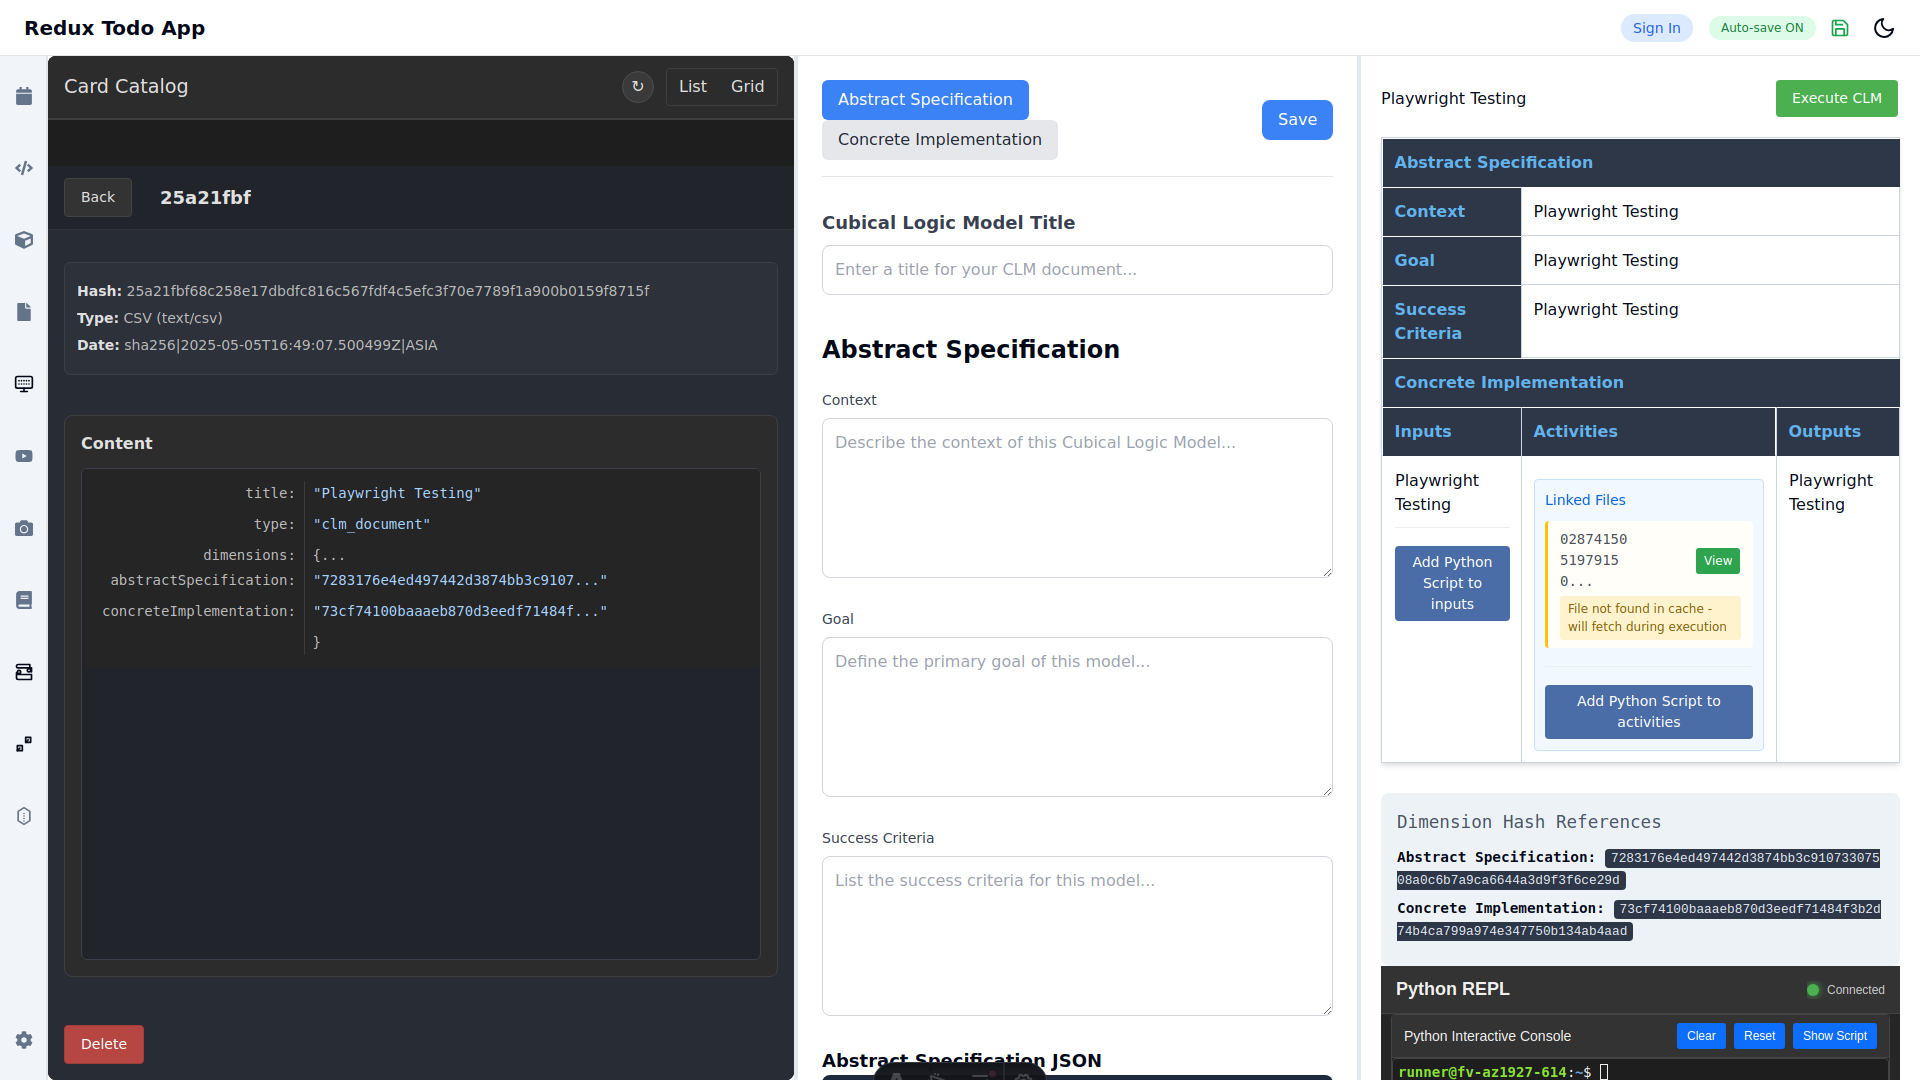 Redux Todo App
Sign In
Auto-save ON
Card Catalog
↻
List
Grid
Back
25a21fbf
Hash: 25a21fbf68c258e17dbdfc816c567fdf4c5efc3f70e7789f1a900b0159f8715f
Type: CSV (text/csv)
Date: sha256|2025-05-05T16:49:07.500499Z|ASIA
Content
title: "Playwright Testing"
type: "clm_document"
dimensions: {...
abstractSpecification: "7283176e4ed497442d3874bb3c9107..."
concreteImplementation: "73cf74100baaaeb870d3eedf71484f..."
}
Delete
Abstract Specification
Concrete Implementation
Save
Cubical Logic Model Title
Enter a title for your CLM document...
Abstract Specification
Context
Describe the context of this Cubical Logic Model...
Goal
Define the primary goal of this model...
Success Criteria
List the success criteria for this model...
Abstract Specification JSON
Playwright Testing
Execute CLM
Abstract Specification
Context
Playwright Testing
Goal
Playwright Testing
Success
Criteria
Playwright Testing
Concrete Implementation
Inputs
Activities
Outputs
Playwright
Testing
Add Python
Script to
inputs
Linked Files
02874150
5197915
0...
View
File not found in cache -
will fetch during execution
Add Python Script to
activities
Playwright
Testing
Dimension Hash References
Abstract Specification: 7283176e4ed497442d3874bb3c910733075
08a0c6b7a9ca6644a3d9f3f6ce29d
Concrete Implementation: 73cf74100baaaeb870d3eedf71484f3b2d
74b4ca799a974e347750b134ab4aad
Python REPL
Connected
Python Interactive Console
Clear
Reset
Show Script
runner@fv-az1927-614:~$